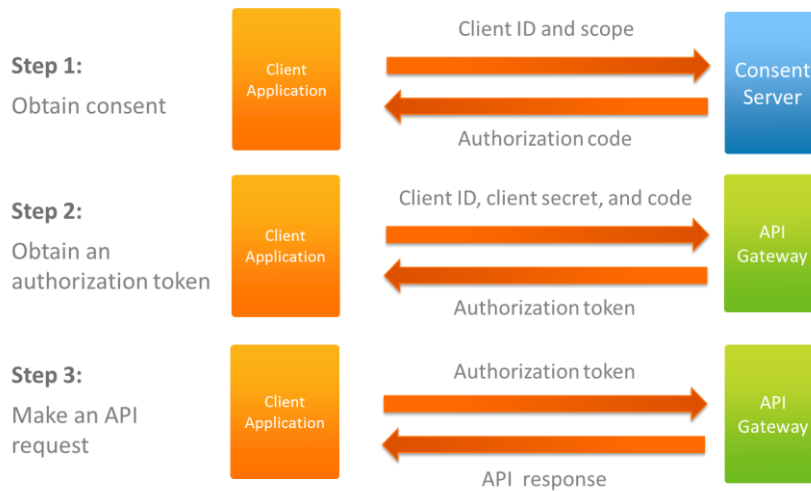 Client ID and scope
Step 1:
Obtain consent
Client
Application
Consent
Server
Authorization code
Client ID, client secret, and code
Step 2:
Obtain an
authorization token
Client
Application
API
Gateway
Authorization token
Step 3:
Make an API
request
Authorization token
Client
Application
API
Gateway
API response